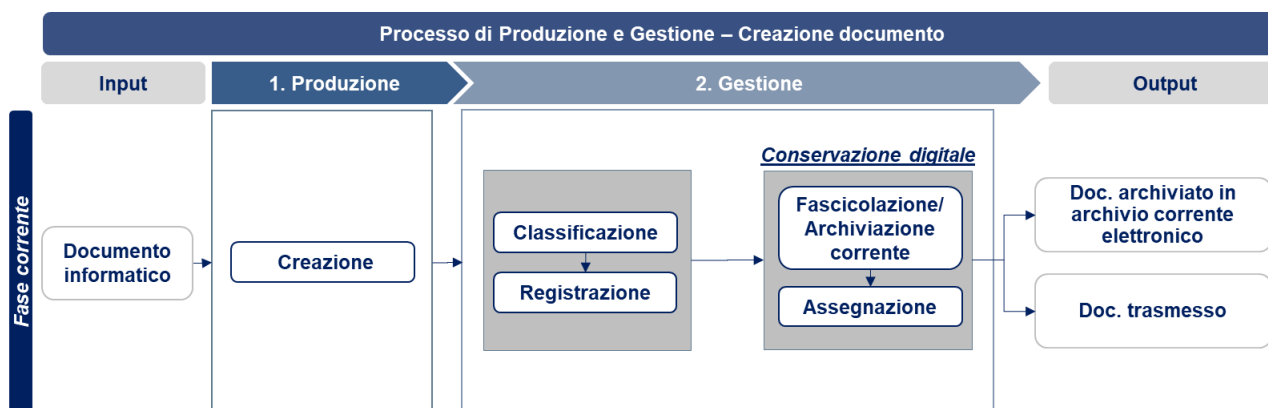 Processo di Produzione e Gestione – Creazione documento
Input
1. Produzione
2. Gestione
Output
Fase corrente
Documento
informatico
Creazione
Classificazione
Registrazione
Conservazione digitale
Fascicolazione/
Archiviazione
corrente
Assegnazione
Doc. archiviato in
archivio corrente
elettronico
Doc. trasmesso